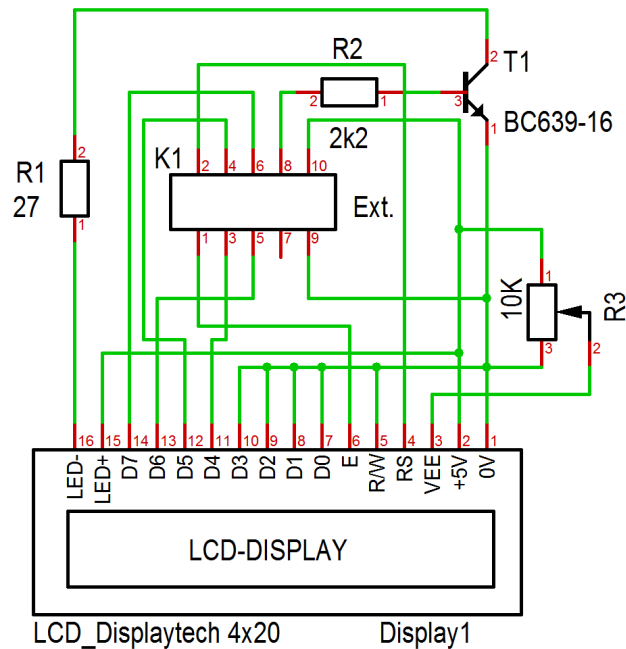 2
R2
T1
2
1
3
2k2
1
BC639-16
K1
2
4
6
8
10
R1
27
2
1
Ext.
1
3
5
7
9
10K
1
3
2
R3
16
15
14
13
12
11
10
9
8
7
6
5
4
3
2
1
LED-
LED+
D7
D6
D5
D4
D3
D2
D1
D0
E
R/W
RS
VEE
+5V
0V
LCD-DISPLAY
LCD_Displaytech 4x20
Display1